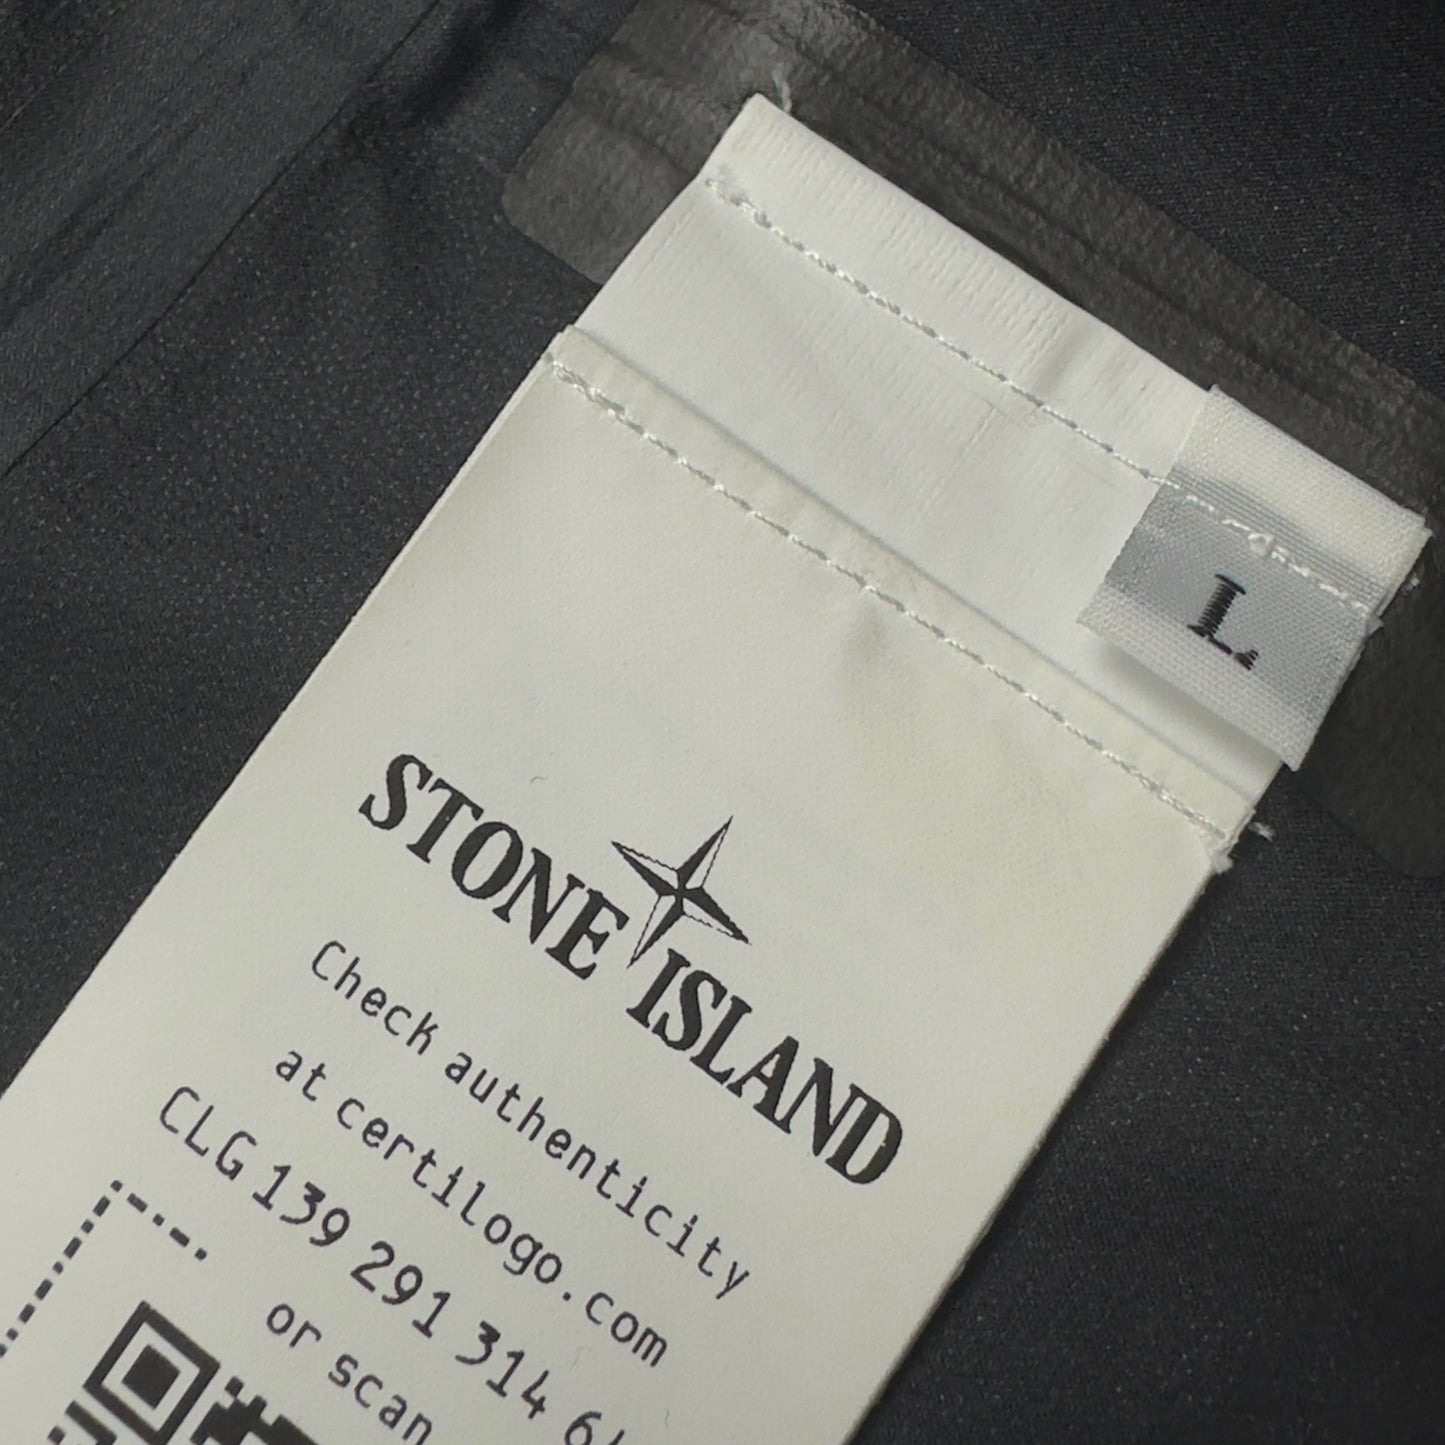 L
STONE ISLAND
Check authenticity
at certilogo.com
CLG 139 291 314
or scan